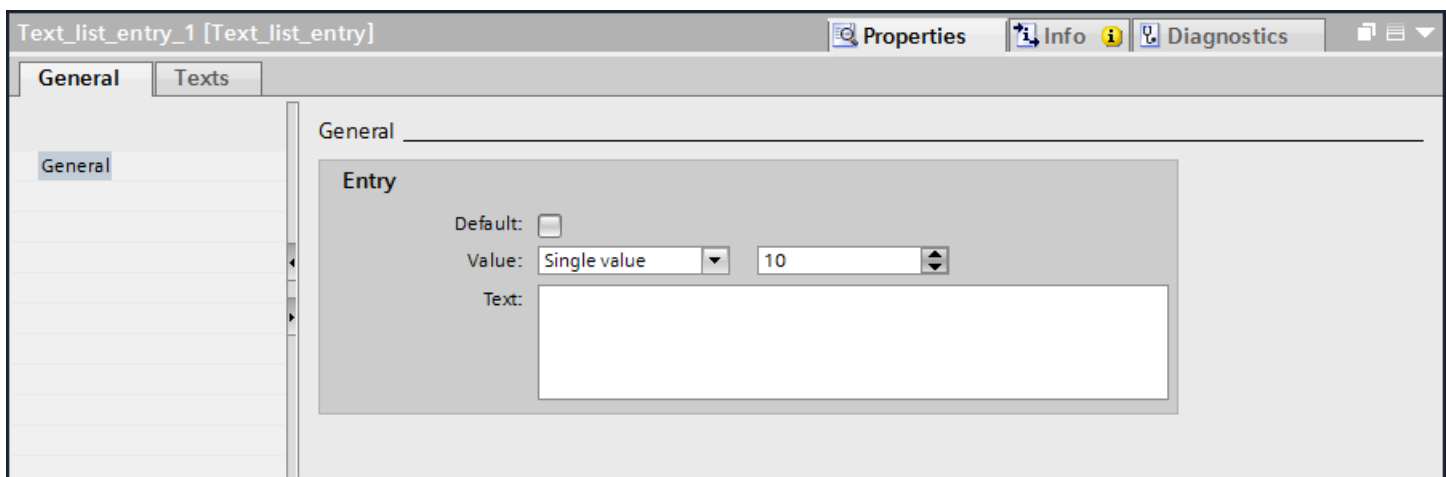 Text_list_entry_1 [Text_list_entry]
Properties
Info
Diagnostics
General
Texts
General
General
Entry
Default:
Value: Single value 10
Text: